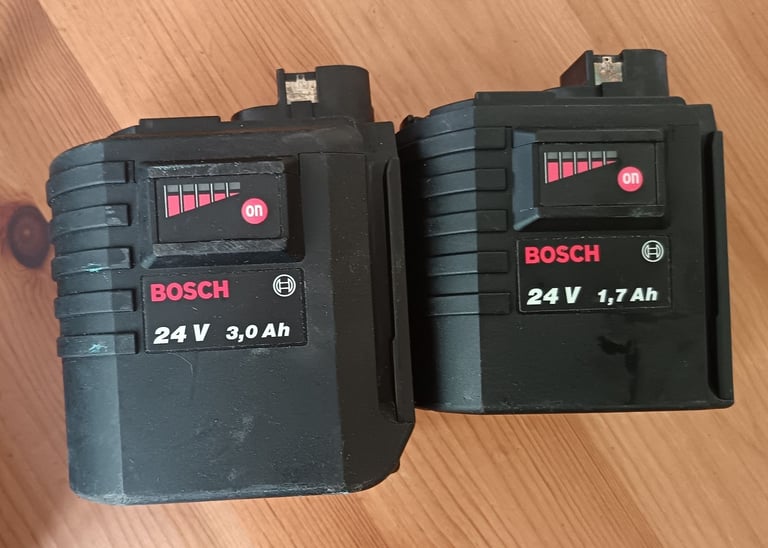 on
BOSCH
24 V 3,0 Ah
on
BOSCH
24 V 1,7 Ah